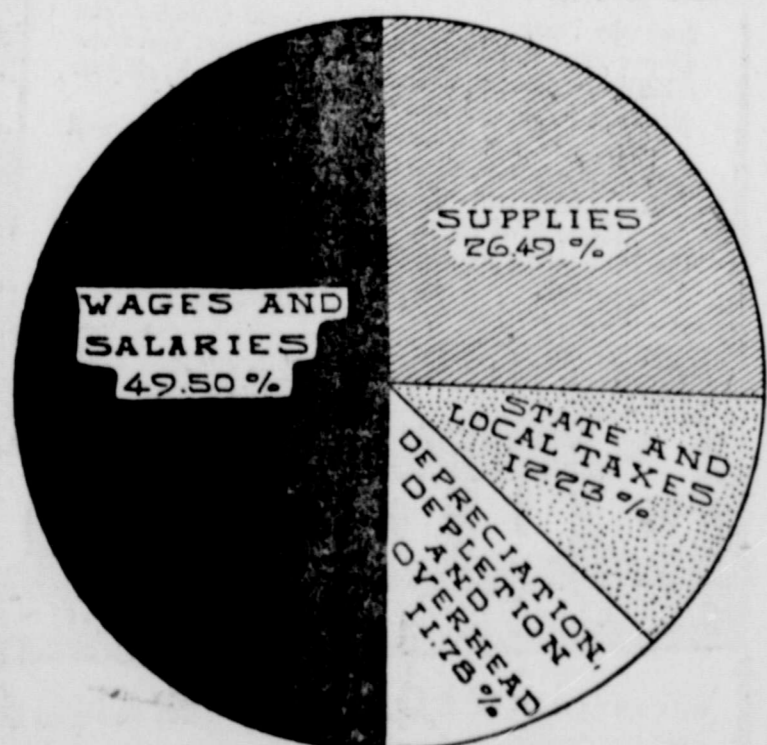 SUPPLIES
26.49 %
WAGES AND
SALARIES
49.50 %
STATE AND
LOCAL TAXES
12.23 %
DEPRECIATION,
DEPLETION
AND
OVERHEAD
11.78 %